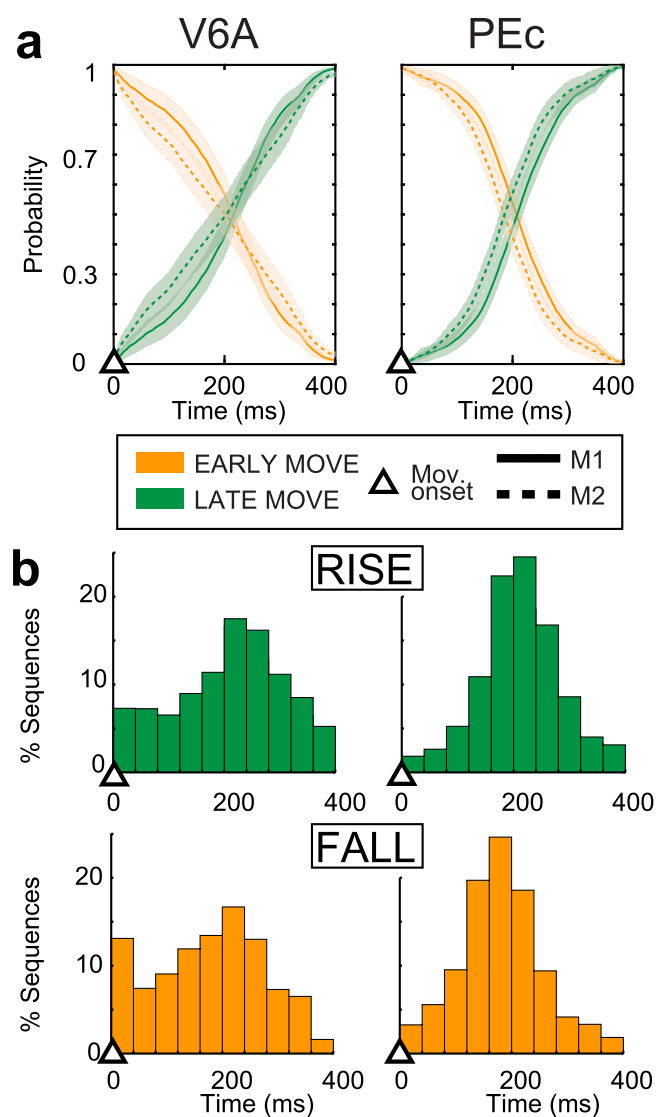 a
V6A
PEc
1
0.7
0.3
0
Probability
0
200
400
0
200
400
Time (ms)
Time (ms)
EARLY MOVE
LATE MOVE
Mov.
onset
M1
M2
b
RISE
20
10
0
% Sequences
0
200
400
0
200
400
FALL
20
10
0
% Sequences
0
200
400
0
200
400
Time (ms)
Time (ms)